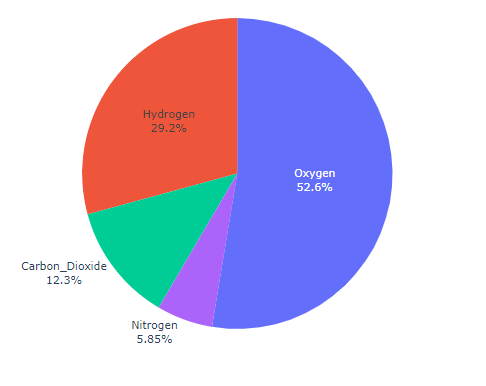 Hydrogen
29.2%
Oxygen
52.6%
Carbon_Dioxide
12.3%
Nitrogen
5.85%